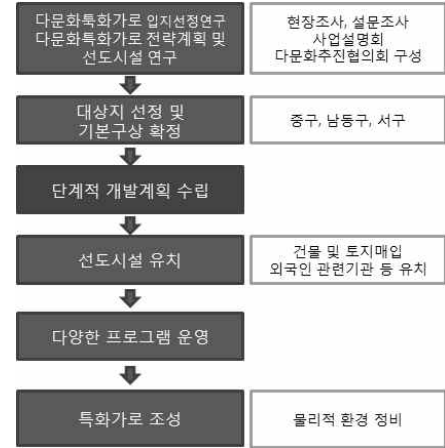 다문화특화가로 입지선정연구
다문화특화가로 전략계획 및
선도시설 연구
현장조사, 설문조사
사업설명회
다문화추진협의회 구성
대상지 선정 및
기본구상 확정
중구, 남동구, 서구
단계적 개발계획 수립
선도시설 유치
건물 및 토지매입
외국인 관련기관 등 유치
다양한 프로그램 운영
특화가로 조성
물리적 환경 정비